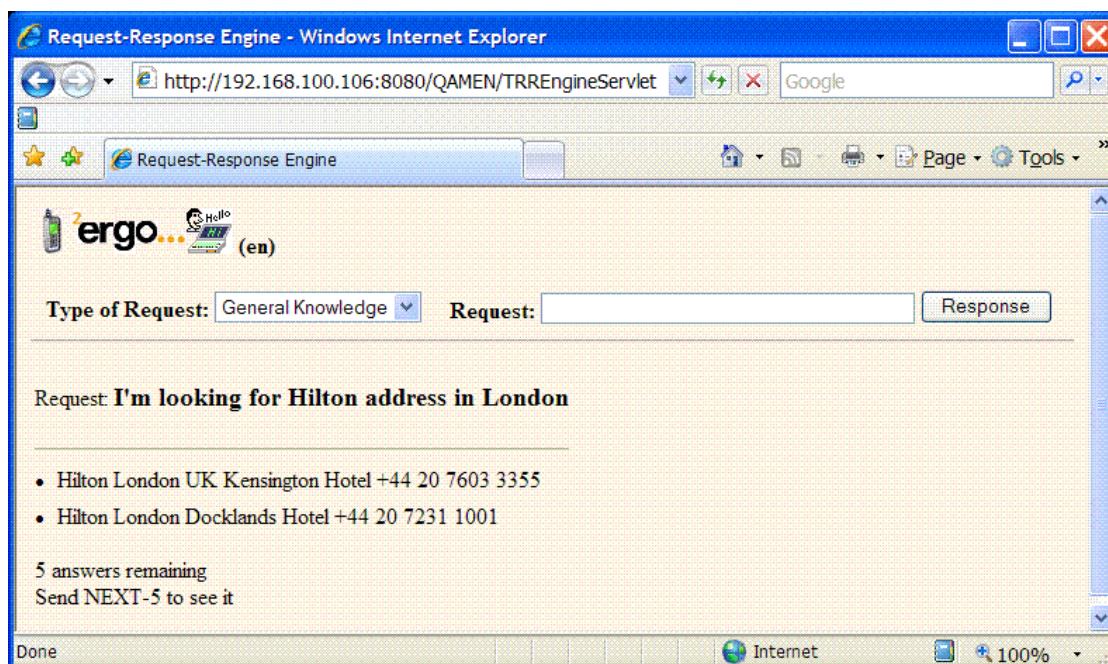 Request-Response Engine - Windows Internet Explorer
http://192.168.100.106:8080/QAMEN/TRREngineServlet
Google
Request-Response Engine
Page
Tools
»
2ergo...
Hello
Hi
(en)
Type of Request: General Knowledge Request: Response
Request: I'm looking for Hilton address in London
• Hilton London UK Kensington Hotel +44 20 7603 3355
• Hilton London Docklands Hotel +44 20 7231 1001
5 answers remaining
Send NEXT-5 to see it
Done Internet 100%